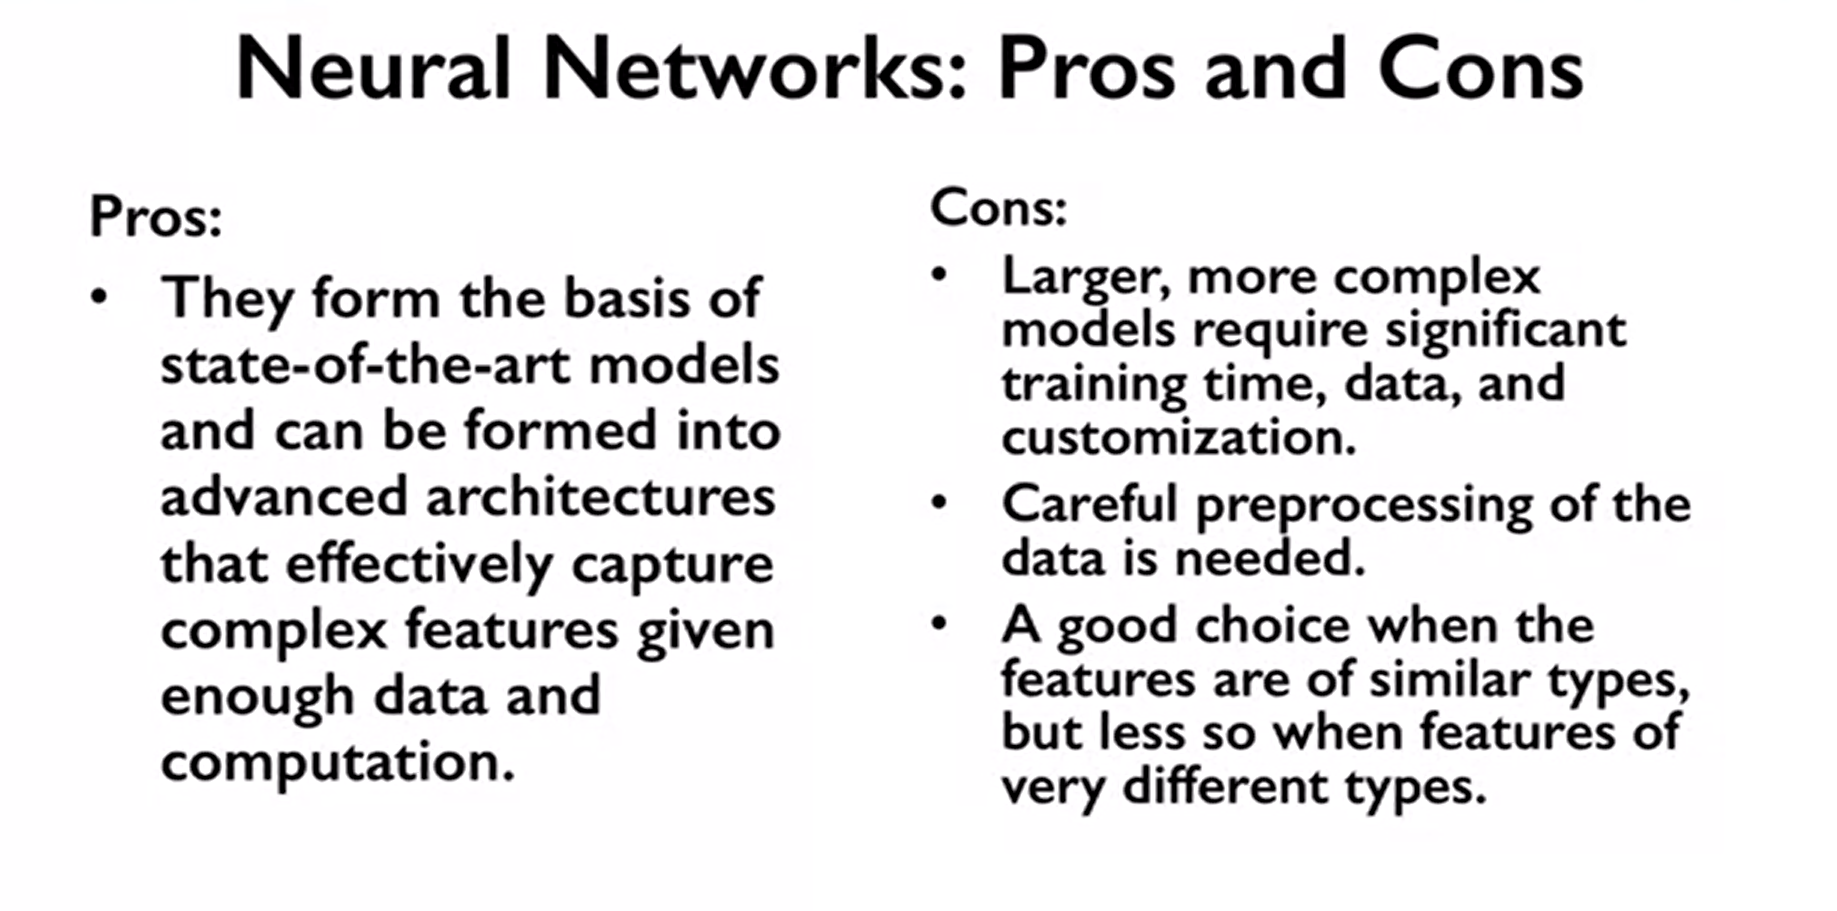 Neural Networks: Pros and Cons
Pros:
• They form the basis of
state-of-the-art models
and can be formed into
advanced architectures
that effectively capture
complex features given
enough data and
computation.
Cons:
• Larger, more complex
models require significant
training time, data, and
customization.
• Careful preprocessing of the
data is needed.
• A good choice when the
features are of similar types,
but less so when features of
very different types.